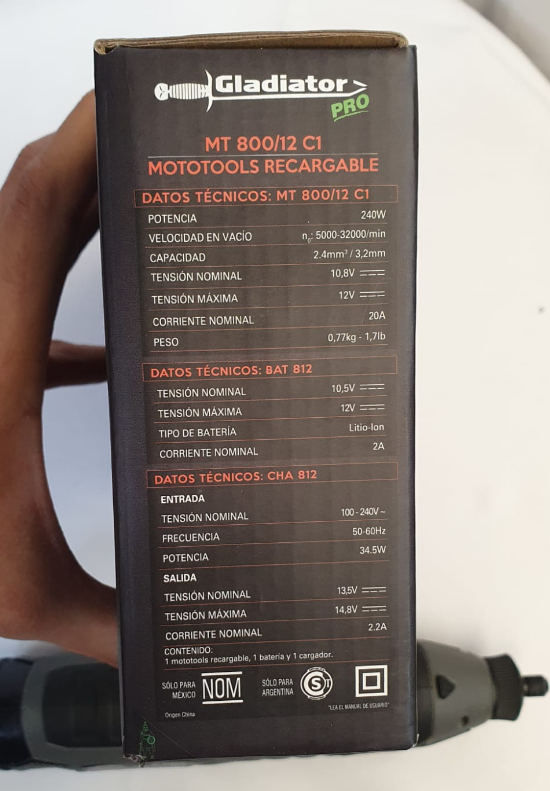 Gladiator
PRO
MT 800/12 C1
MOTOTOOLS RECARGABLE
DATOS TÉCNICOS: MT 800/12 C1
POTENCIA 240W
VELOCIDAD EN VACÍO n₀: 5000-32000/min
CAPACIDAD 2.4mm³ / 3,2mm
TENSIÓN NOMINAL 10,8V
TENSIÓN MÁXIMA 12V
CORRIENTE NOMINAL 20A
PESO 0,77kg - 1,7lb
DATOS TÉCNICOS: BAT 812
TENSIÓN NOMINAL 10,5V
TENSIÓN MÁXIMA 12V
TIPO DE BATERÍA Litio-Ion
CORRIENTE NOMINAL 2A
DATOS TÉCNICOS: CHA 812
ENTRADA
TENSIÓN NOMINAL 100 - 240V ~
FRECUENCIA 50-60Hz
POTENCIA 34.5W
SALIDA
TENSIÓN NOMINAL 13,5V
TENSIÓN MÁXIMA 14,8V
CORRIENTE NOMINAL 2.2A
CONTENIDO:
1 mototools recargable, 1 batería y 1 cargador.
SÓLO PARA MÉXICO NOM SÓLO PARA ARGENTINA S
Origen China "LEA EL MANUAL DE USUARIO"